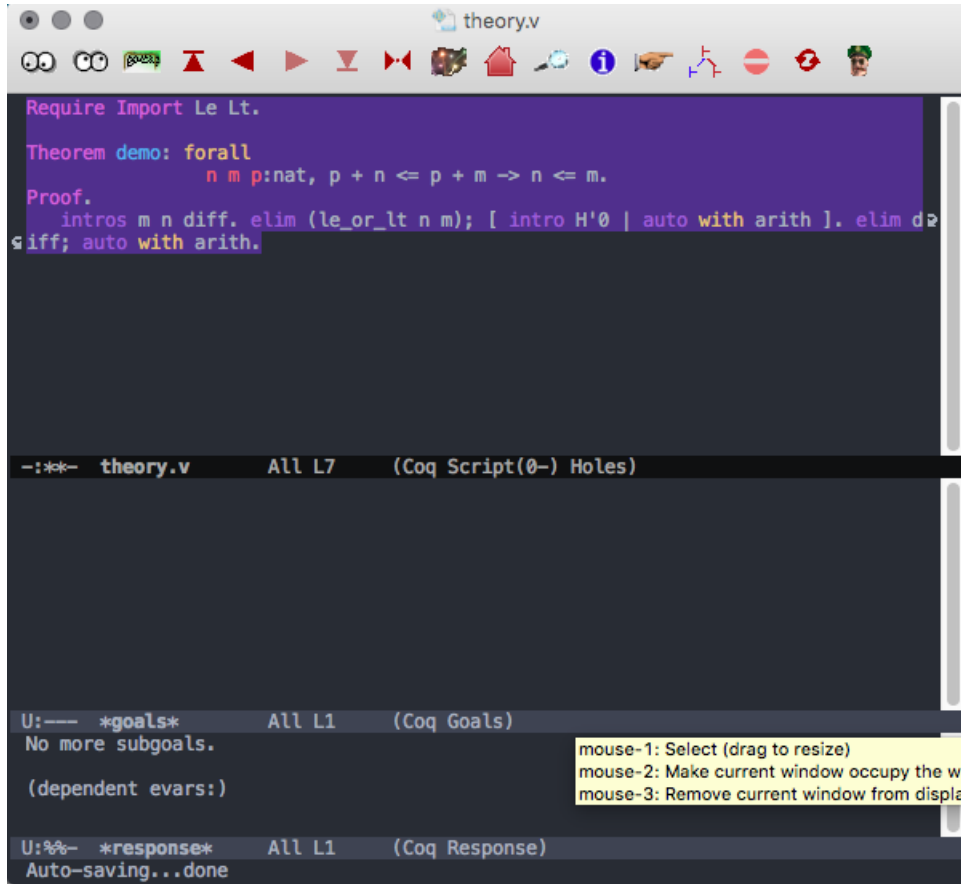 theory.v
Require Import Le Lt.
Theorem demo: forall
n m p:nat, p + n <= p + m -> n <= m.
Proof.
intros m n diff. elim (le_or_lt n m); [ intro H'0 | auto with arith ]. elim d
iff; auto with arith.
-:**- theory.v All L7 (Coq Script(0-) Holes)
U:--- *goals* All L1 (Coq Goals)
No more subgoals.
mouse-1: Select (drag to resize)
mouse-2: Make current window occupy the w
(dependent evars:)
mouse-3: Remove current window from displa
U:%%- *response* All L1 (Coq Response)
Auto-saving...done